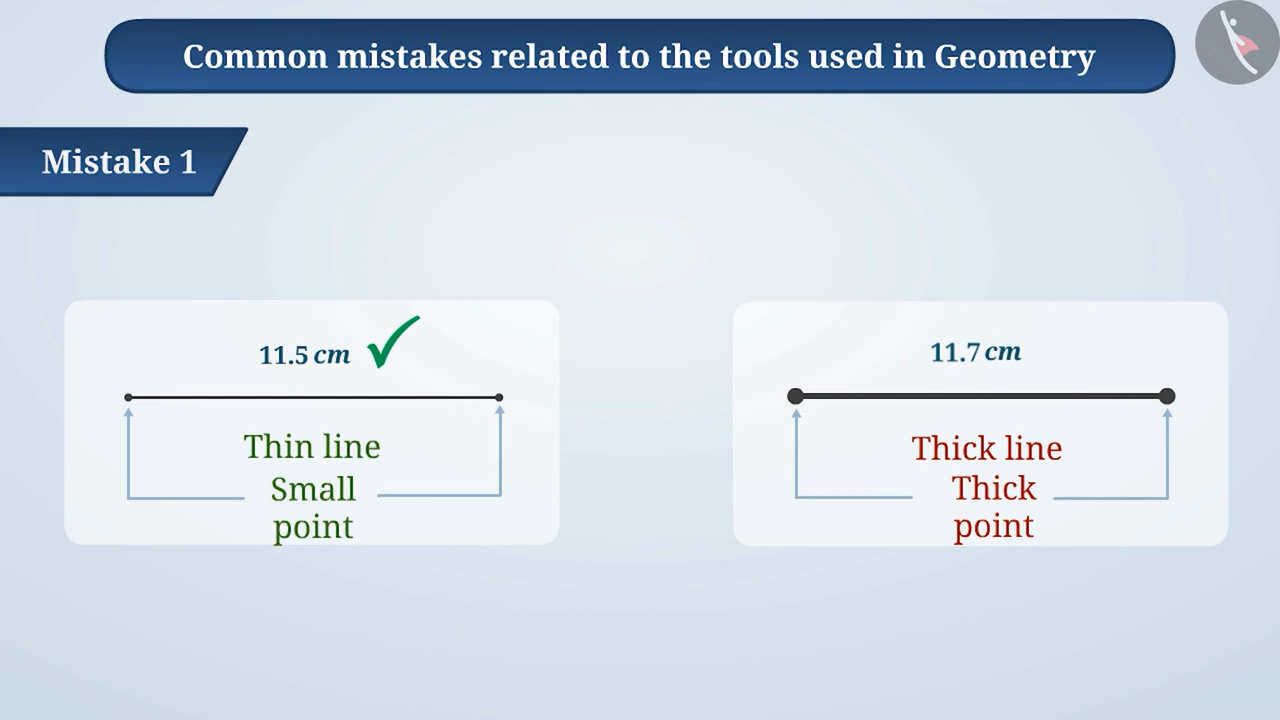 Common mistakes related to the tools used in Geometry
Mistake 1
11.5 cm
Thin line
Small
point
11.7 cm
Thick line
Thick
point